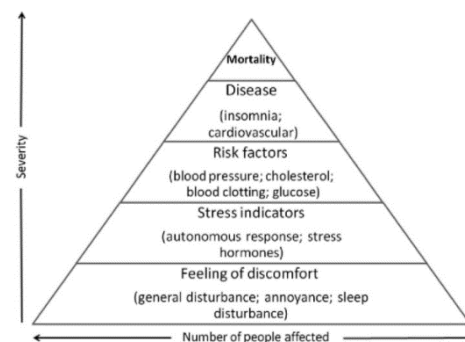 Mortality
Disease
(insomnia;
cardiovascular)
Risk factors
(blood pressure; cholesterol;
blood clotting; glucose)
Stress indicators
(autonomous response; stress
hormones)
Feeling of discomfort
(general disturbance; annoyance; sleep
disturbance)
Severity
Number of people affected